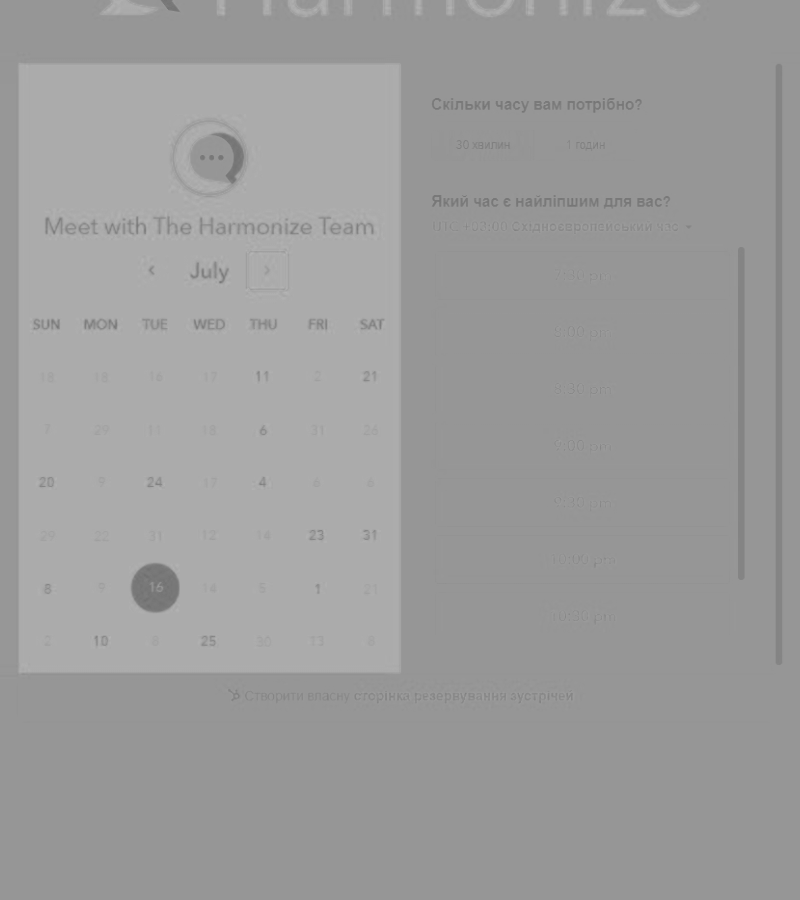 Harmonize
Meet with The Harmonize Team
July
SUN MON TUE WED THU FRI SAT
18 18 16 17 11 2 21
7 29 11 18 6 31 26
20 9 24 17 4 6 6
29 22 31 12 14 23 31
8 9 16 14 5 1 21
2 10 8 25 30 13 8
Скільки часу вам потрібно?
30 хвилин 1 годин
Який час є найліпшим для вас?
UTC +02:00 Східноєвропейський час
7:30 pm
8:00 pm
8:30 pm
9:00 pm
9:30 pm
10:00 pm
10:30 pm
Створити власну сторінка резервування зустрічей